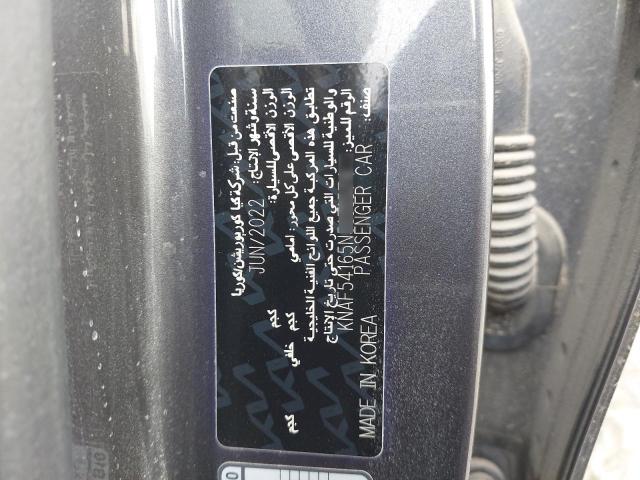 صنعت من قبل: شركة كيا كوربوريشن/كوريا
سنة وشهر الإنتاج: JUN/2022
الوزن الأقصى للسيارة: كجم
الوزن الأقصى على كل محور: أمامي كجم خلفي كجم
تطابق هذه المركبة جميع اللوائح الفنية الخليجية
والوطنية للسيارات التي صدرت حتى تاريخ الإنتاج
الرقم المميز: KNAF54165N
صنف: PASSENGER CAR
MADE IN KOREA